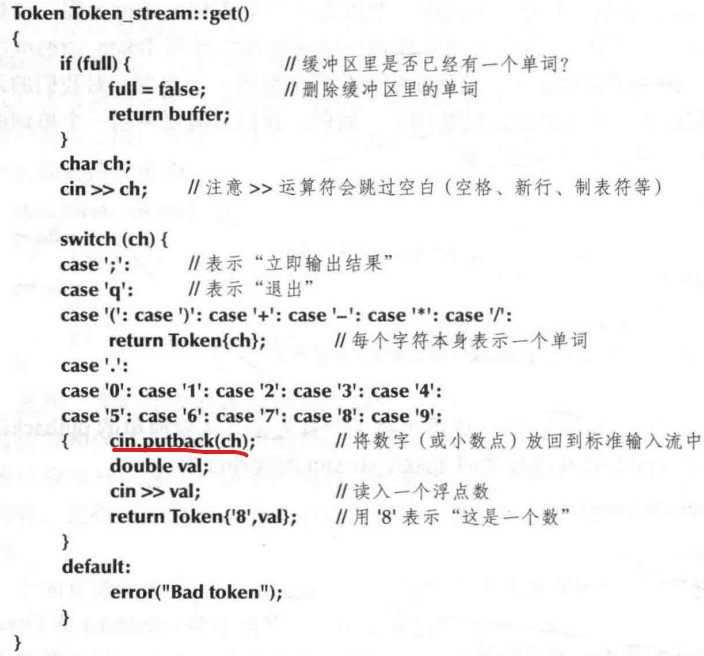 Token Token_stream::get()
{
if (full) { // 缓冲区里是否已经有一个单词?
full = false; // 删除缓冲区里的单词
return buffer;
}
char ch;
cin >> ch; // 注意 >> 运算符会跳过空白（空格、新行、制表符等）
switch (ch) {
case ';': // 表示“立即输出结果”
case 'q': // 表示“退出”
case '(': case ')': case '+': case '–': case '*': case '/':
return Token{ch}; // 每个字符本身表示一个单词
case '.':
case '0': case '1': case '2': case '3': case '4':
case '5': case '6': case '7': case '8': case '9':
{ cin.putback(ch); // 将数字（或小数点）放回到标准输入流中
double val;
cin >> val; // 读入一个浮点数
return Token{'8',val}; // 用 '8' 表示“这是一个数”
}
default:
error("Bad token");
}
}